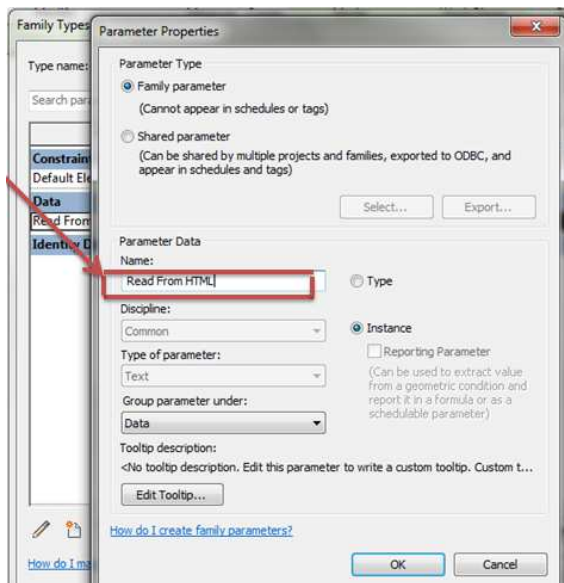 Family Types
Parameter Properties
Type name:
Search par
Constrain
Default Ele
Data
Read From
Identity D
How do I ma
Parameter Type
Family parameter
(Cannot appear in schedules or tags)
Shared parameter
(Can be shared by multiple projects and families, exported to ODBC, and
appear in schedules and tags)
Select...
Export...
Parameter Data
Name:
Read From HTML
Type
Discipline:
Common
Instance
Type of parameter:
Reporting Parameter
Text
(Can be used to extract value
from a geometric condition and
report it in a formula or as a
schedulable parameter)
Group parameter under:
Data
Tooltip description:
<No tooltip description. Edit this parameter to write a custom tooltip. Custom t...
Edit Tooltip...
How do I create family parameters?
OK
Cancel